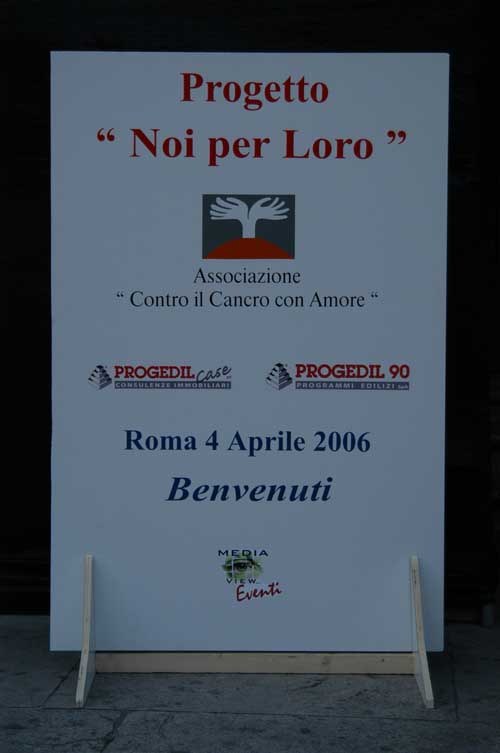 Progetto
“ Noi per Loro ”
Associazione
“ Contro il Cancro con Amore “
PROGEDIL Case
CONSULENZE IMMOBILIARI
PROGEDIL 90
PROGRAMMI EDILIZI
Roma 4 Aprile 2006
Benvenuti
MEDIA
VIEW
Eventi